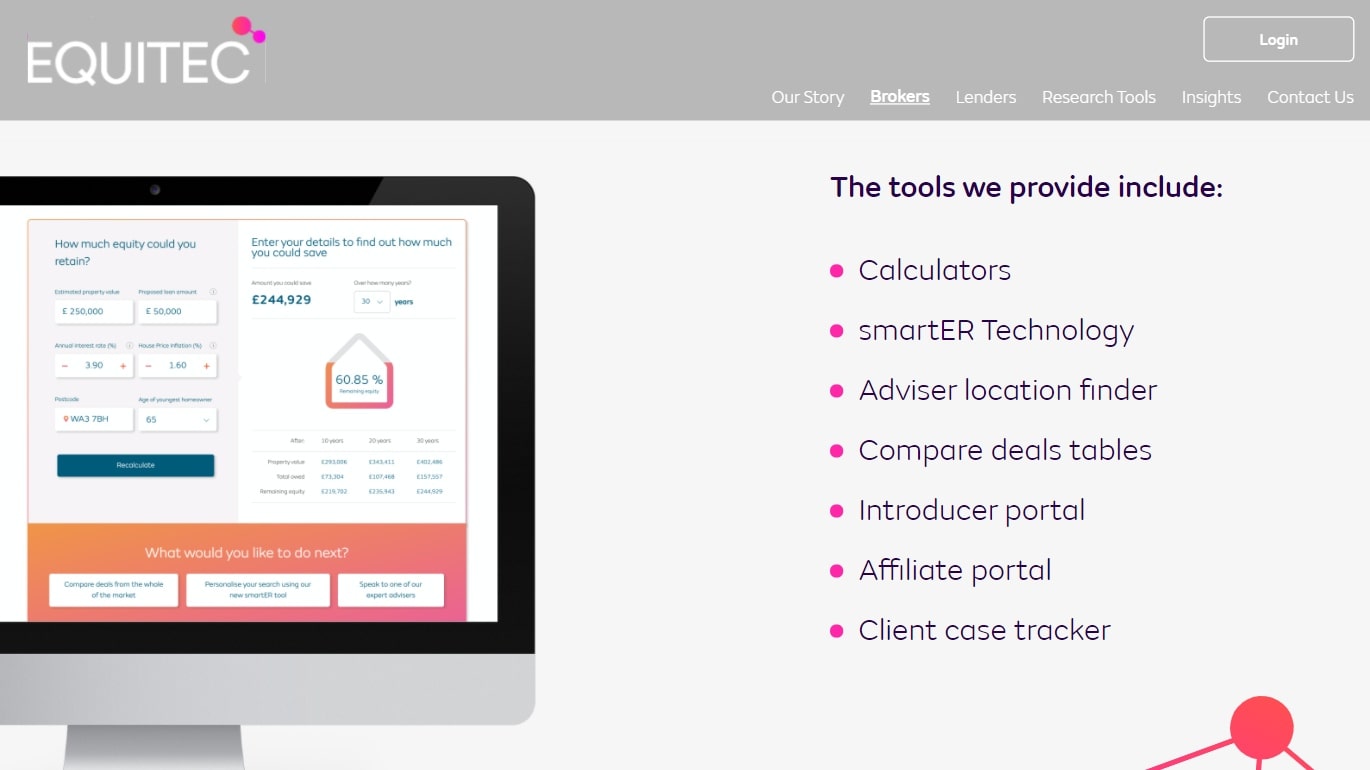 EQUITEC
Login
Our Story Brokers Lenders Research Tools Insights Contact Us
The tools we provide include:
Calculators
smartER Technology
Adviser location finder
Compare deals tables
Introducer portal
Affiliate portal
Client case tracker
How much equity could you
retain?
Estimated property value Proposed loan amount
£ 250,000 £ 50,000
Annual interest rate (%) House Price Inflation (%)
− 3.90 + − 1.60 +
Postcode Age of youngest homeowner
WA3 7BH 65
Recalculate
Enter your details to find out how much
you could save
Amount you could save Over how many years?
£244,929 30 years
60.85 %
Remaining equity
After: 10 years 20 years 30 years
Property value £293,006 £343,411 £402,486
Total owed £73,304 £107,468 £157,557
Remaining equity £219,702 £235,943 £244,929
What would you like to do next?
Compare deals from the whole
of the market
Personalise your search using our
new smartER tool
Speak to one of our
expert advisers